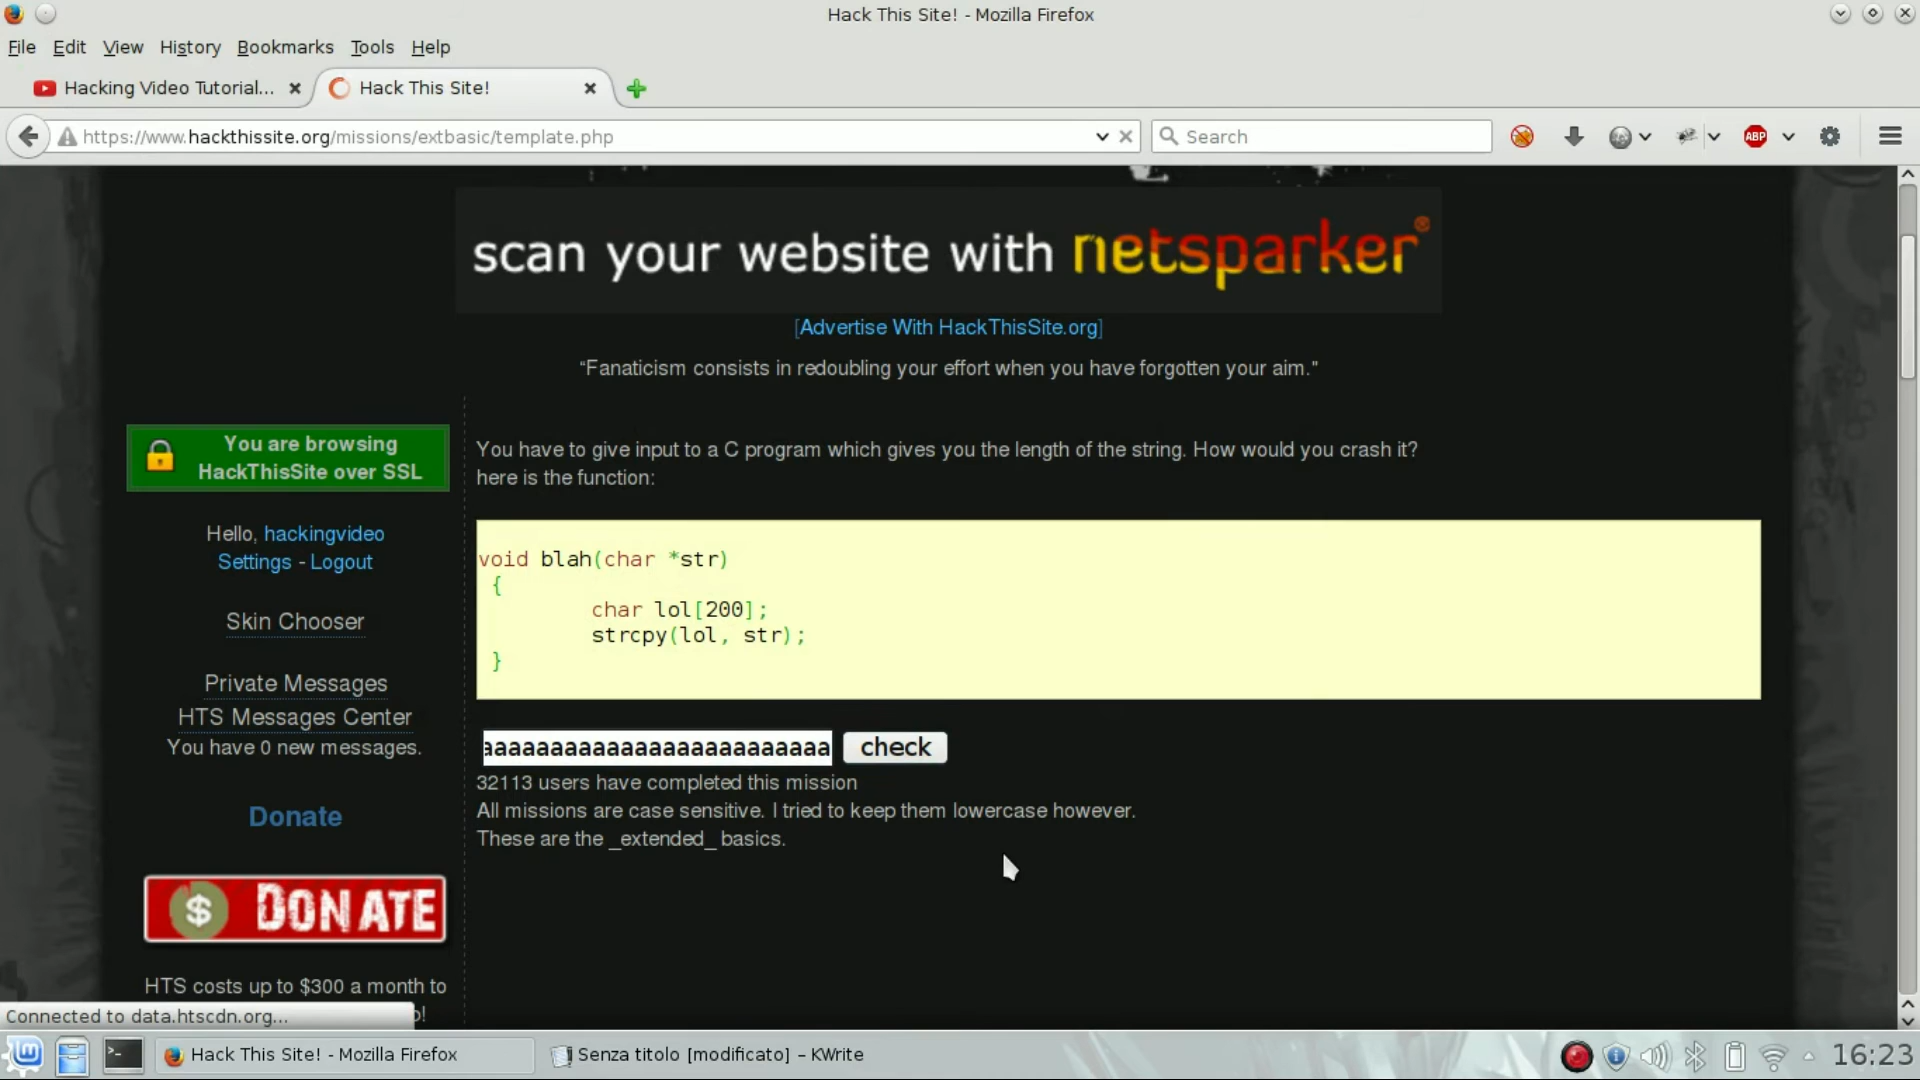 Hack This Site! - Mozilla Firefox
File Edit View History Bookmarks Tools Help
Hacking Video Tutorial... Hack This Site!
https://www.hackthissite.org/missions/extbasic/template.php Search ABP
scan your website with netsparker®
[Advertise With HackThisSite.org]
“Fanaticism consists in redoubling your effort when you have forgotten your aim."
You are browsing
HackThisSite over SSL
Hello, hackingvideo
Settings - Logout
Skin Chooser
Private Messages
HTS Messages Center
You have 0 new messages.
Donate
$ DONATE
HTS costs up to $300 a month to
o!
You have to give input to a C program which gives you the length of the string. How would you crash it?
here is the function:
void blah(char *str)
{
char lol[200];
strcpy(lol, str);
}
aaaaaaaaaaaaaaaaaaaaaaaaaa check
32113 users have completed this mission
All missions are case sensitive. I tried to keep them lowercase however.
These are the _extended_ basics.
Connected to data.htscdn.org...
Hack This Site! - Mozilla Firefox Senza titolo [modificato] – KWrite 16:23